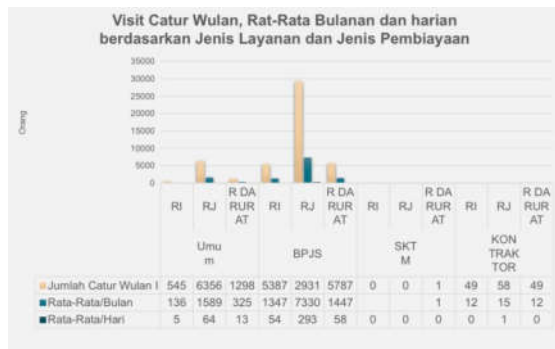 Visit Catur Wulan, Rat-Rata Bulanan dan harian
berdasarkan Jenis Layanan dan Jenis Pembiayaan
Orang
35000
30000
25000
20000
15000
10000
5000
0
RI RJ R DA RUR AT RI RJ R DA RUR AT RI RJ R DA RUR AT RI RJ R DA RUR AT
Umu m BPJS SKT M KON TRAK TOR
Jumlah Catur Wulan I 545 6356 1298 5387 2931 5787 0 0 1 49 58 49
Rata-Rata/Bulan 136 1589 325 1347 7330 1447 1 12 15 12
Rata-Rata/Hari 5 64 13 54 293 58 0 0 0 0 1 0